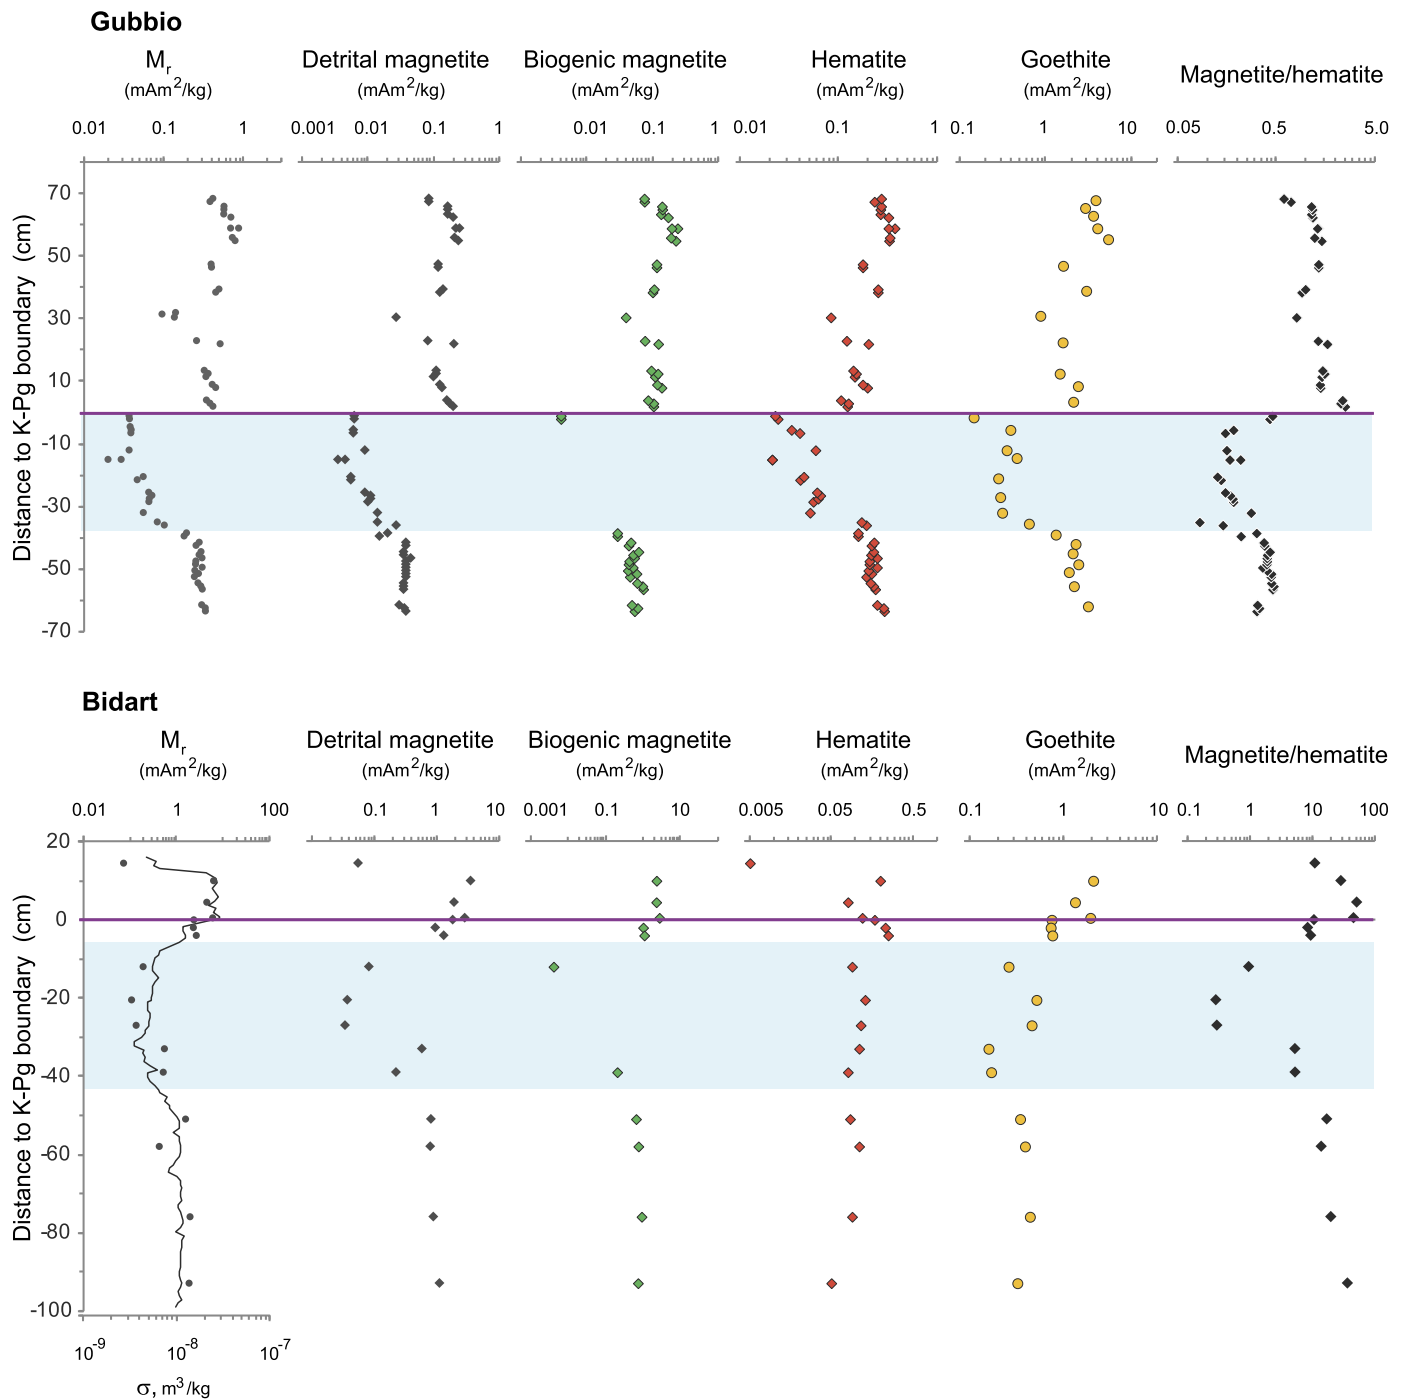 Gubbio
M_r Detrital magnetite Biogenic magnetite Hematite Goethite Magnetite/hematite
(mAm²/kg) (mAm²/kg) (mAm²/kg) (mAm²/kg) (mAm²/kg)
0.01 0.1 1 0.001 0.01 0.1 1 0.01 0.1 1 0.01 0.1 1 0.1 1 10 0.05 0.5 5.0
70
50
30
10
-10
-30
-50
-70
Distance to K-Pg boundary (cm)
Bidart
M_r Detrital magnetite Biogenic magnetite Hematite Goethite Magnetite/hematite
(mAm²/kg) (mAm²/kg) (mAm²/kg) (mAm²/kg) (mAm²/kg)
0.01 1 100 0.1 1 10 0.001 0.1 10 0.005 0.05 0.5 0.1 1 10 0.1 1 10 100
20
0
-20
-40
-60
-80
-100
Distance to K-Pg boundary (cm)
10⁻⁹ 10⁻⁸ 10⁻⁷
σ, m³/kg